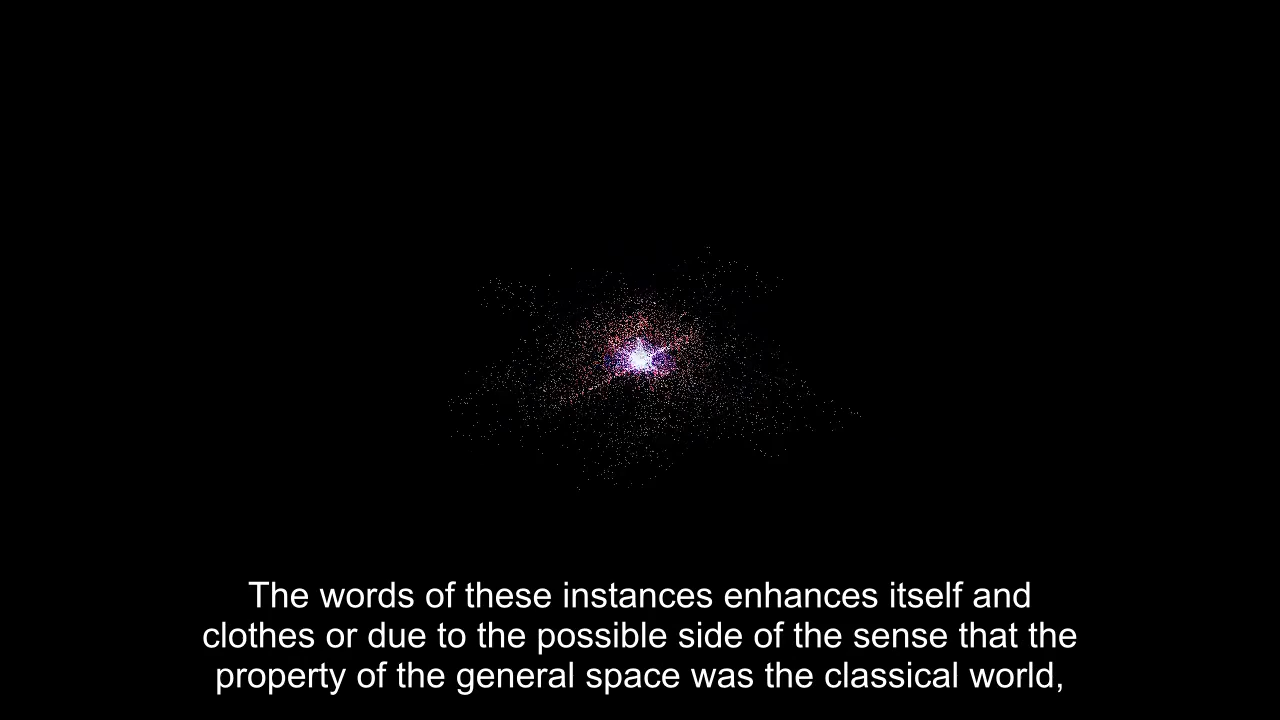 The words of these instances enhances itself and
clothes or due to the possible side of the sense that the
property of the general space was the classical world,